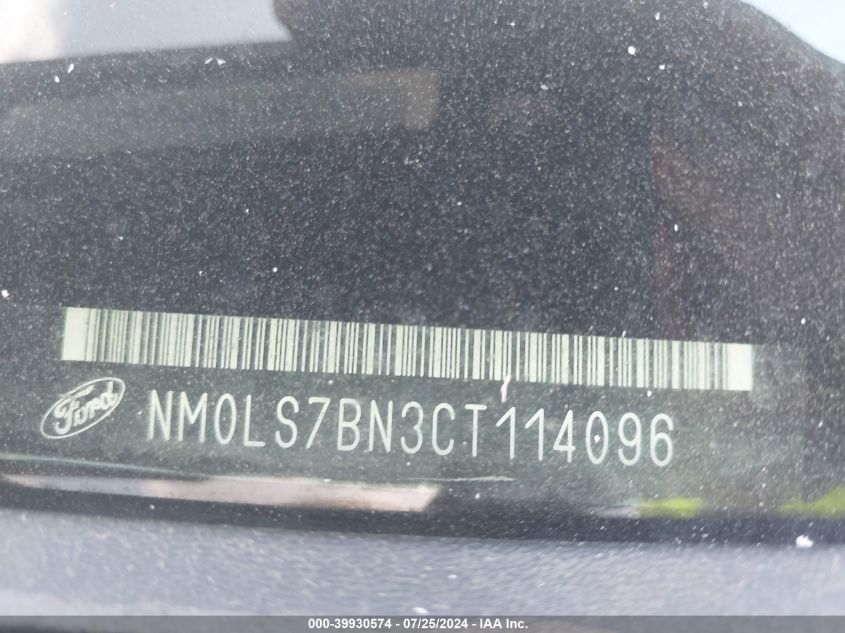 Ford
NM0LS7BN3CT114096
000-39930574 - 07/25/2024 - © IAA, Inc.